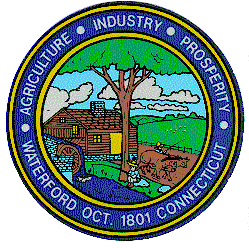 · AGRICULTURE · INDUSTRY · PROSPERITY ·
WATERFORD OCT. 1801 CONNECTICUT